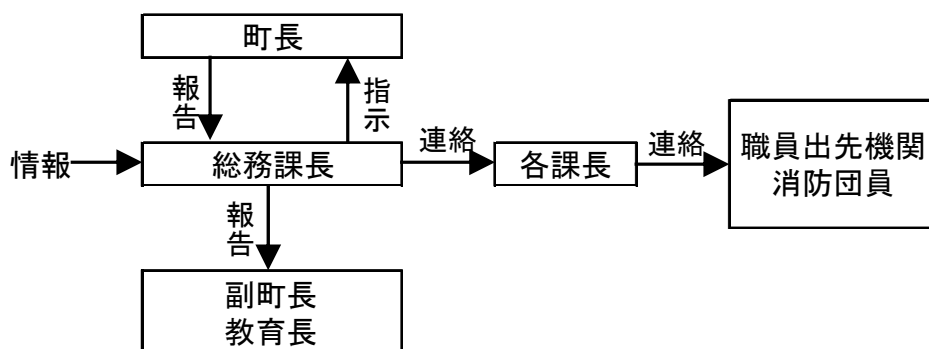 町長
報告
指示
情報
総務課長
連絡
各課長
連絡
職員出先機関
消防団員
報告
副町長
教育長